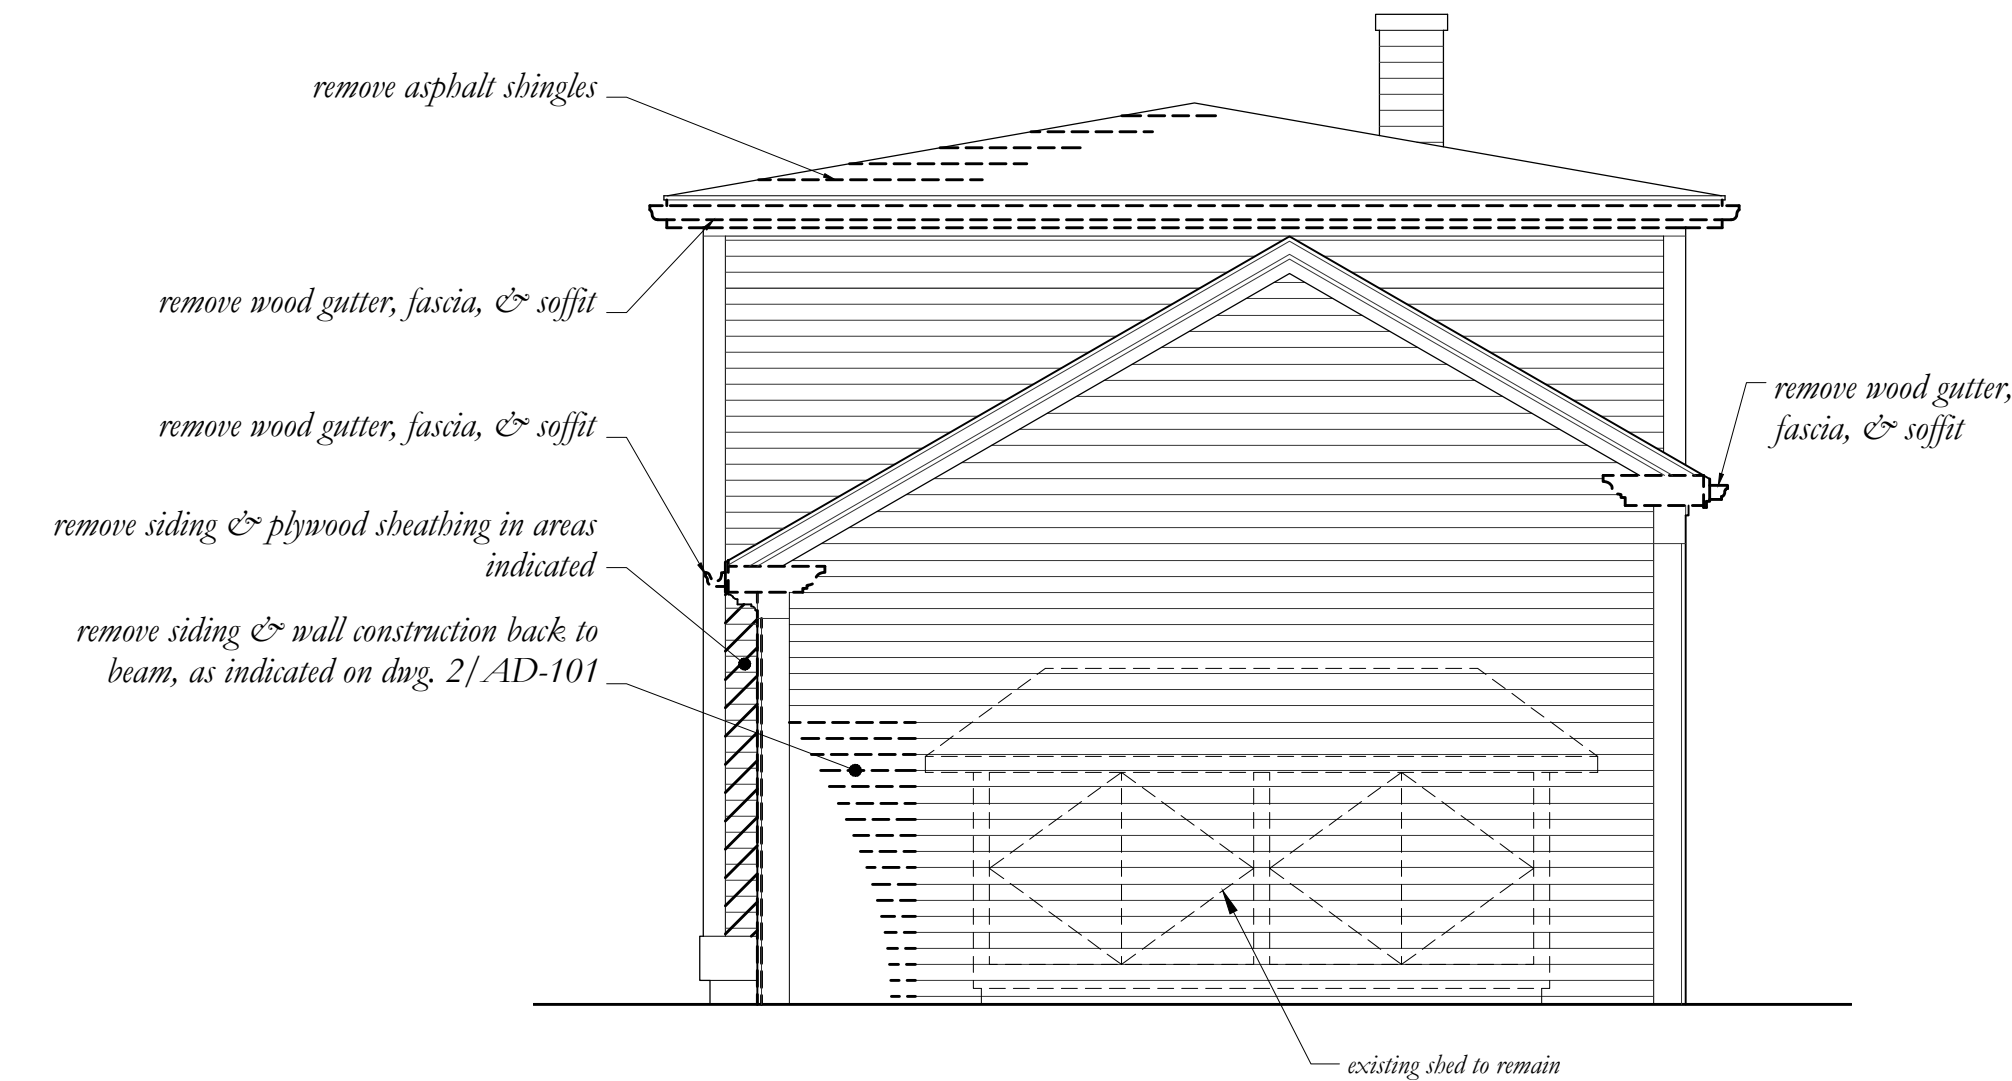 remove asphalt shingles
remove wood gutter, fascia, & soffit
remove wood gutter,
fascia, & soffit
remove wood gutter, fascia, & soffit
remove siding & plywood sheathing in areas
indicated
remove siding & wall construction back to
beam, as indicated on dwg. 2/AD-101
existing shed to remain